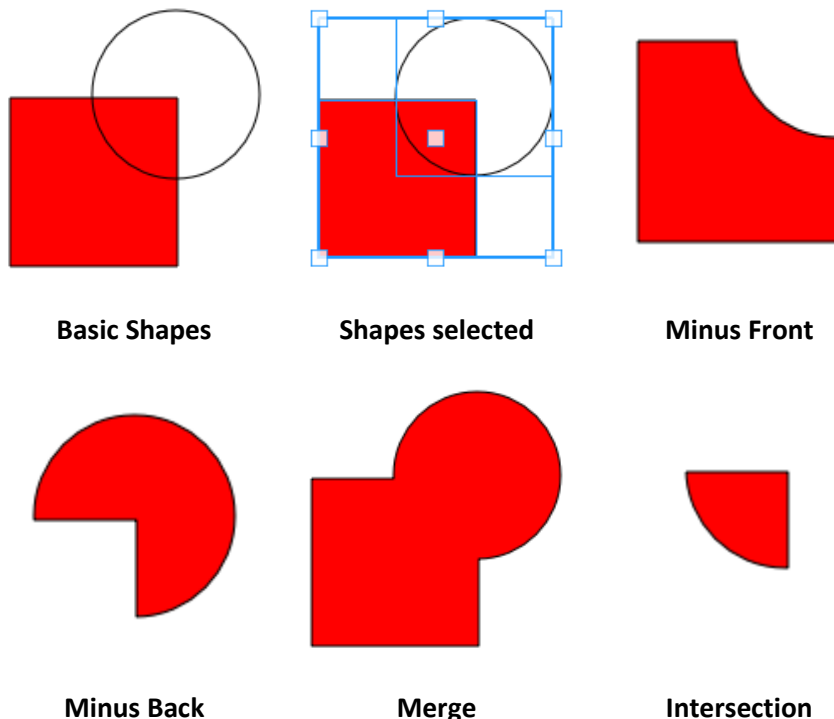 Basic Shapes
Shapes selected
Minus Front
Minus Back
Merge
Intersection